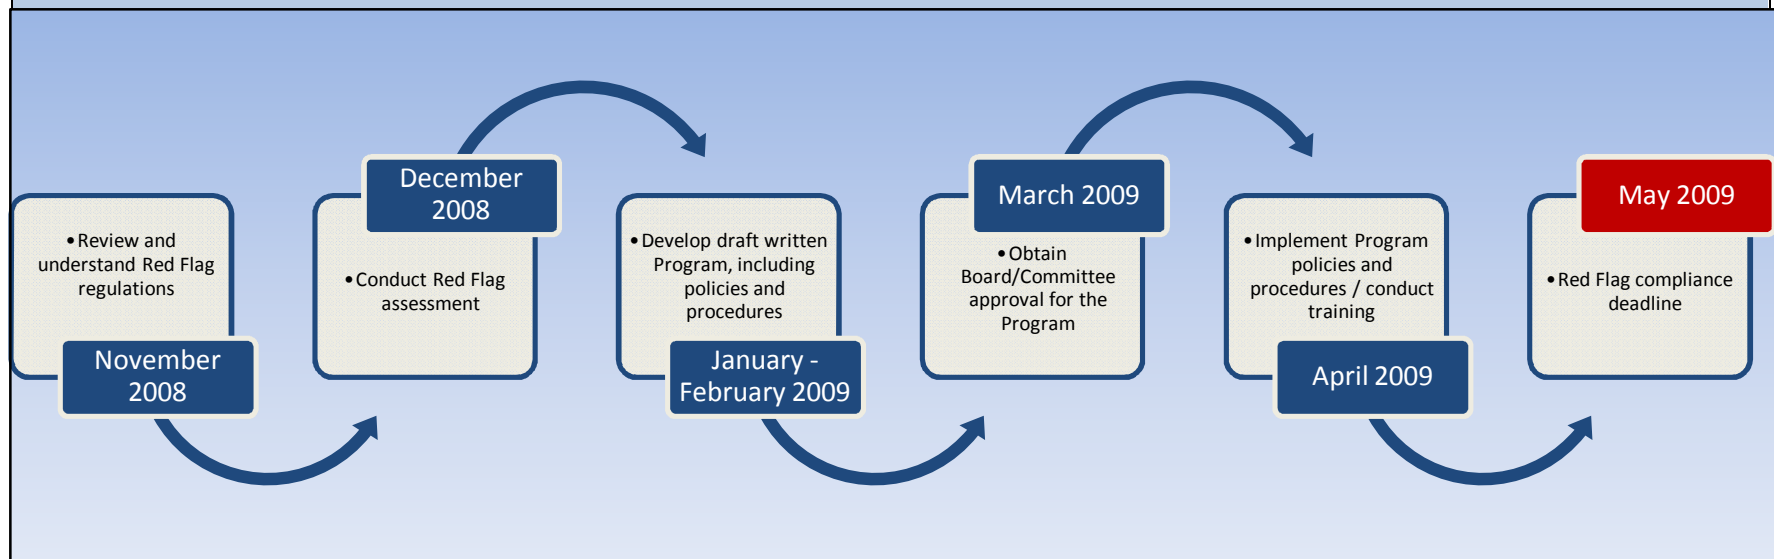 •Review and
understand Red Flag
regulations
November
2008
December
2008
•Conduct Red Flag
assessment
•Develop draft written
Program, including
policies and
procedures
January -
February 2009
March 2009
•Obtain
Board/Committee
approval for the
Program
•Implement Program
policies and
procedures / conduct
training
April 2009
May 2009
•Red Flag compliance
deadline